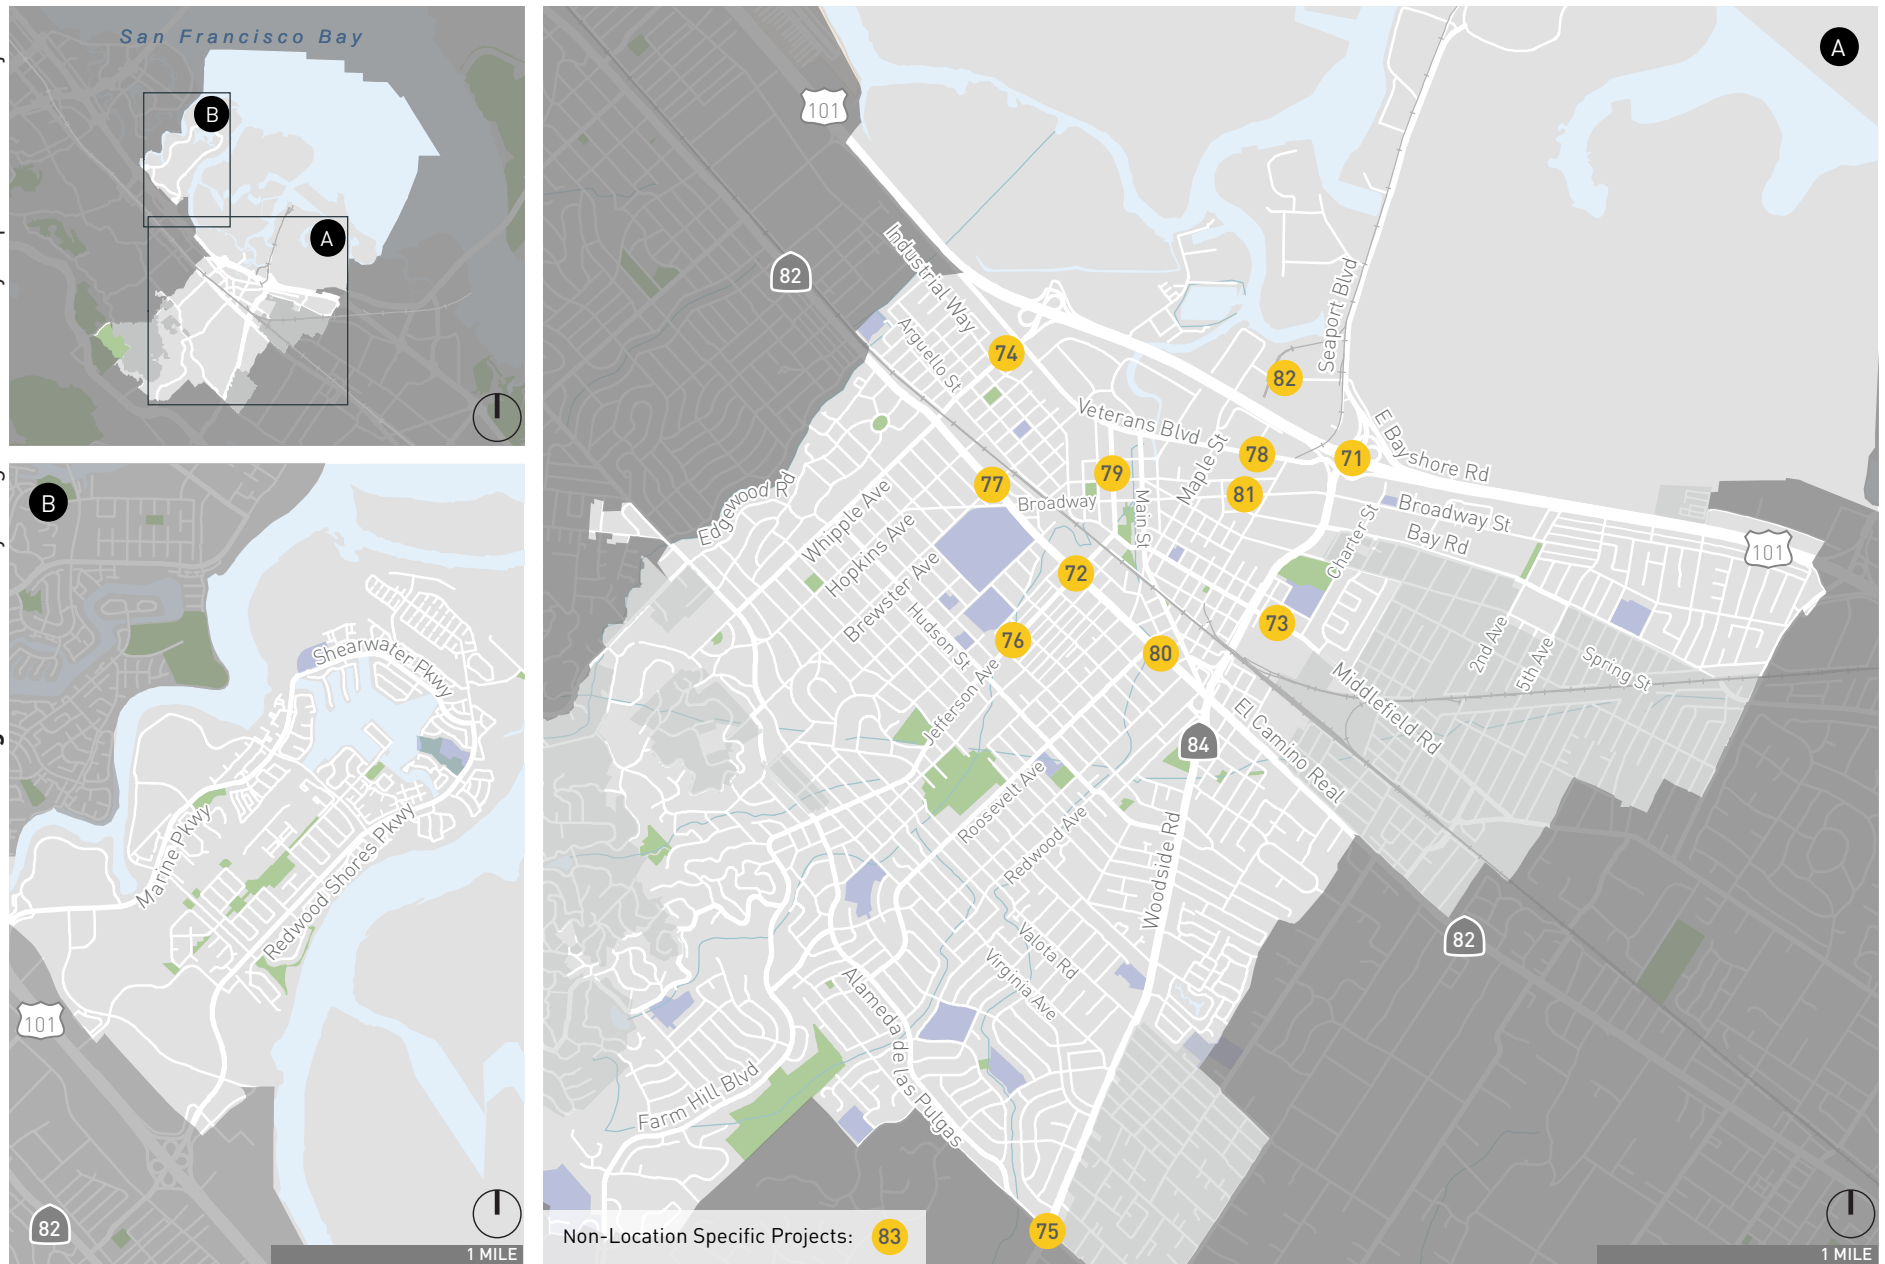 San Francisco Bay
B
A
B
Shearwater Pkwy
Marine Pkwy
Redwood Shores Pkwy
101
82
1 MILE
A
101
82
Industrial Way
Arguello St
74
Seaport Blvd
82
Veterans Blvd
Maple St
78
71
E Bayshore Rd
79
81
77
Broadway
Main St
Edgewood Rd
Whipple Ave
Hopkins Ave
Brewster Ave
Broadway St
Bay Rd
Charter St
101
72
73
76
80
Hudson St
Jefferson Ave
2nd Ave
5th Ave
Spring St
Middlefield Rd
El Camino Real
84
Roosevelt Ave
Redwood Ave
Woodside Rd
82
Valota Rd
Virginia Ave
Alameda de las Pulgas
Farm Hill Blvd
75
Non-Location Specific Projects: 83
1 MILE